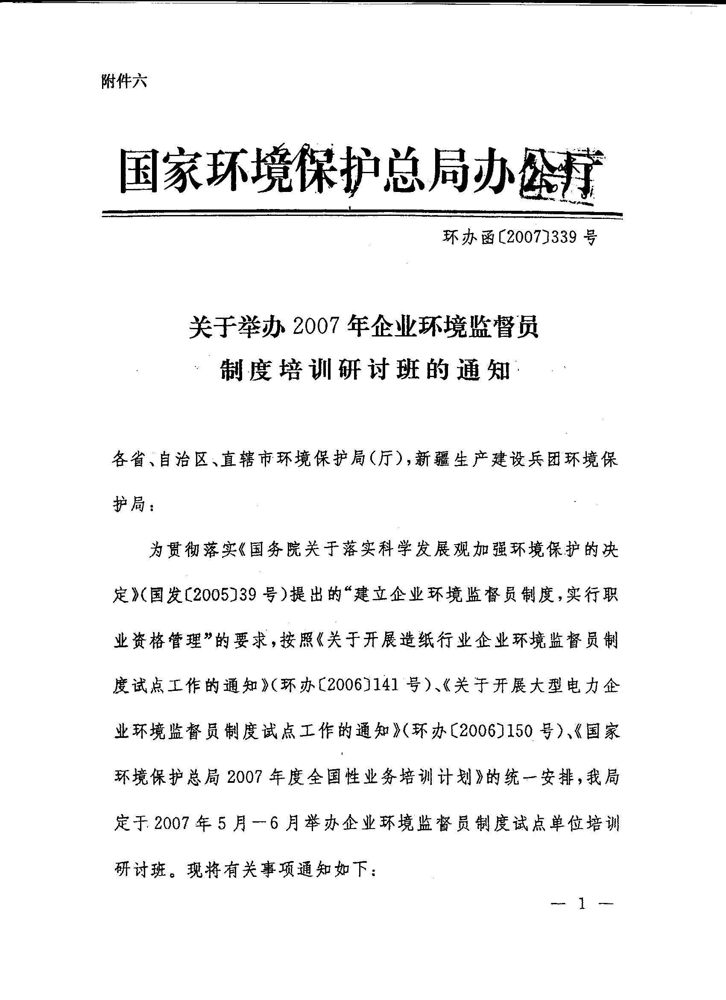 附件六
国家环境保护总局办公厅
环办函〔2007〕339 号
关于举办 2007 年企业环境监督员
制度培训研讨班的通知
各省、自治区、直辖市环境保护局(厅),新疆生产建设兵团环境保
护局:
为贯彻落实《国务院关于落实科学发展观加强环境保护的决
定》(国发〔2005〕39 号)提出的“建立企业环境监督员制度,实行职
业资格管理”的要求,按照《关于开展造纸行业企业环境监督员制
度试点工作的通知》(环办〔2006〕141 号)、《关于开展大型电力企
业环境监督员制度试点工作的通知》(环办〔2006〕150 号)、《国家
环境保护总局 2007 年度全国性业务培训计划》的统一安排,我局
定于 2007 年 5 月—6 月举办企业环境监督员制度试点单位培训
研讨班。现将有关事项通知如下:
— 1 —